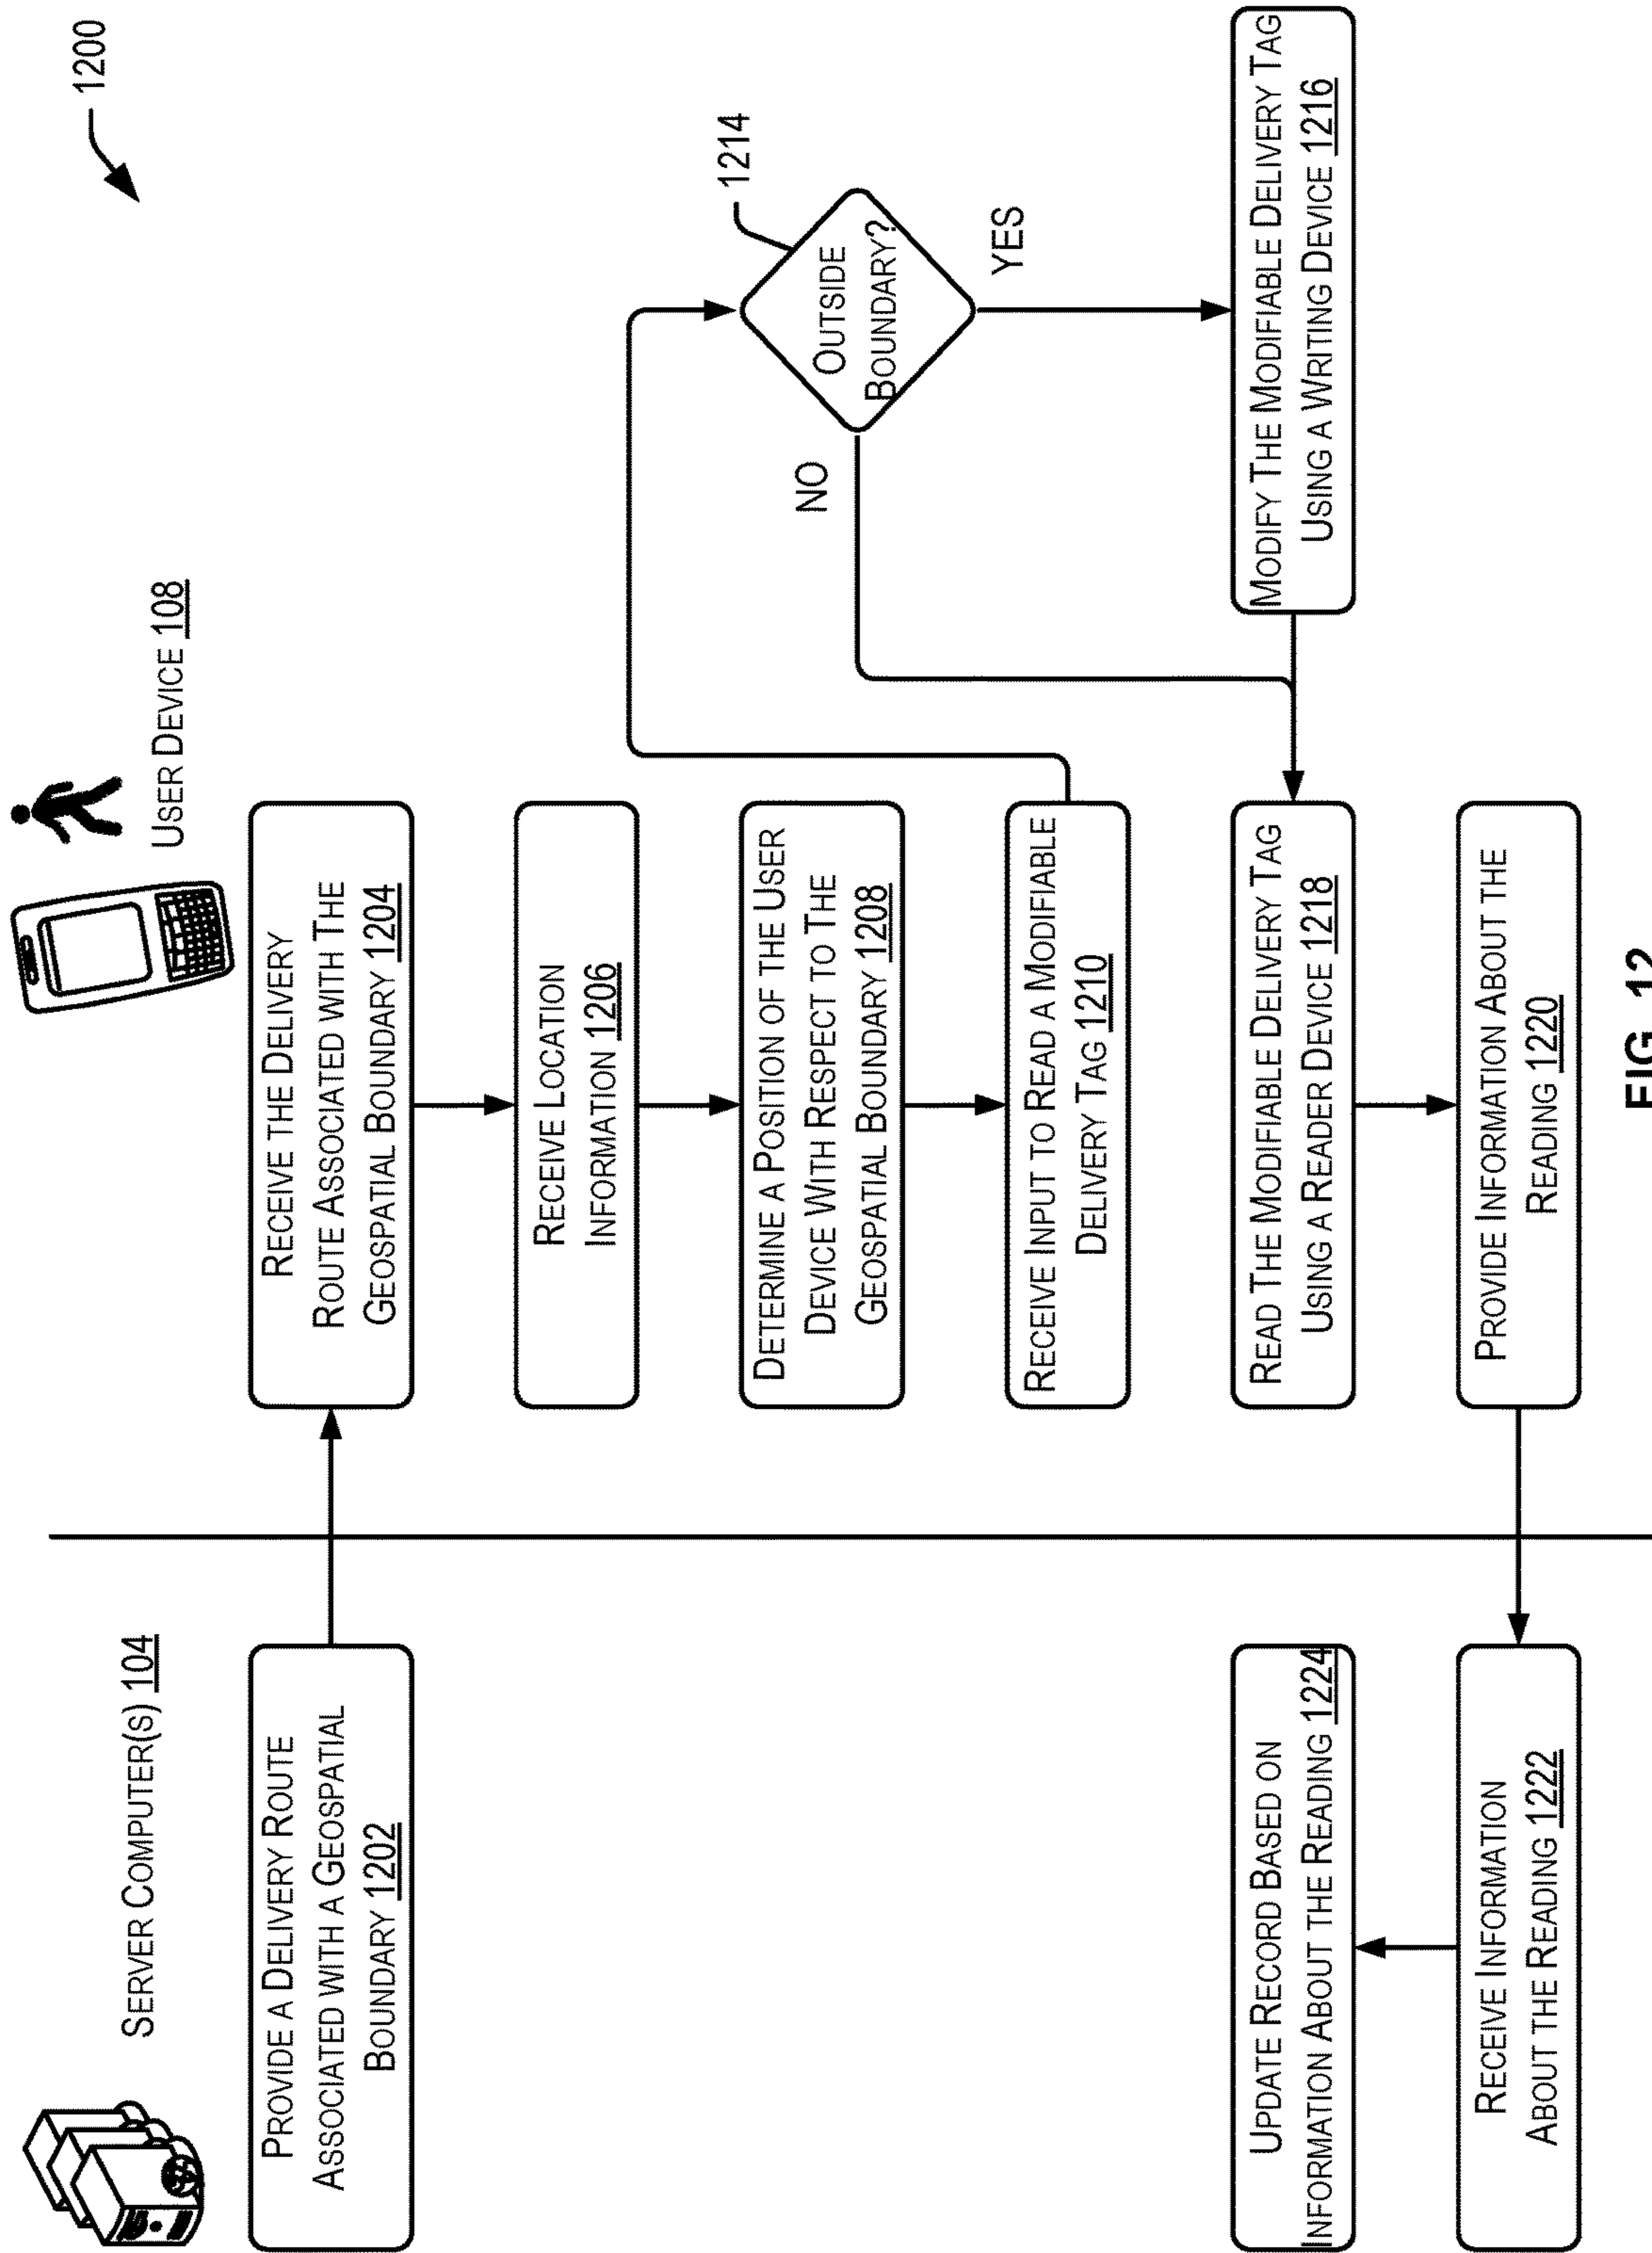 1200
SERVER COMPUTER(S) 104
USER DEVICE 108
PROVIDE A DELIVERY ROUTE
ASSOCIATED WITH A GEOSPATIAL
BOUNDARY 1202
RECEIVE THE DELIVERY
ROUTE ASSOCIATED WITH THE
GEOSPATIAL BOUNDARY 1204
RECEIVE LOCATION
INFORMATION 1206
DETERMINE A POSITION OF THE USER
DEVICE WITH RESPECT TO THE
GEOSPATIAL BOUNDARY 1208
RECEIVE INPUT TO READ A MODIFIABLE
DELIVERY TAG 1210
1214
OUTSIDE
BOUNDARY?
NO
YES
MODIFY THE MODIFIABLE DELIVERY TAG
USING A WRITING DEVICE 1216
READ THE MODIFIABLE DELIVERY TAG
USING A READER DEVICE 1218
PROVIDE INFORMATION ABOUT THE
READING 1220
RECEIVE INFORMATION
ABOUT THE READING 1222
UPDATE RECORD BASED ON
INFORMATION ABOUT THE READING 1224
FIG. 12